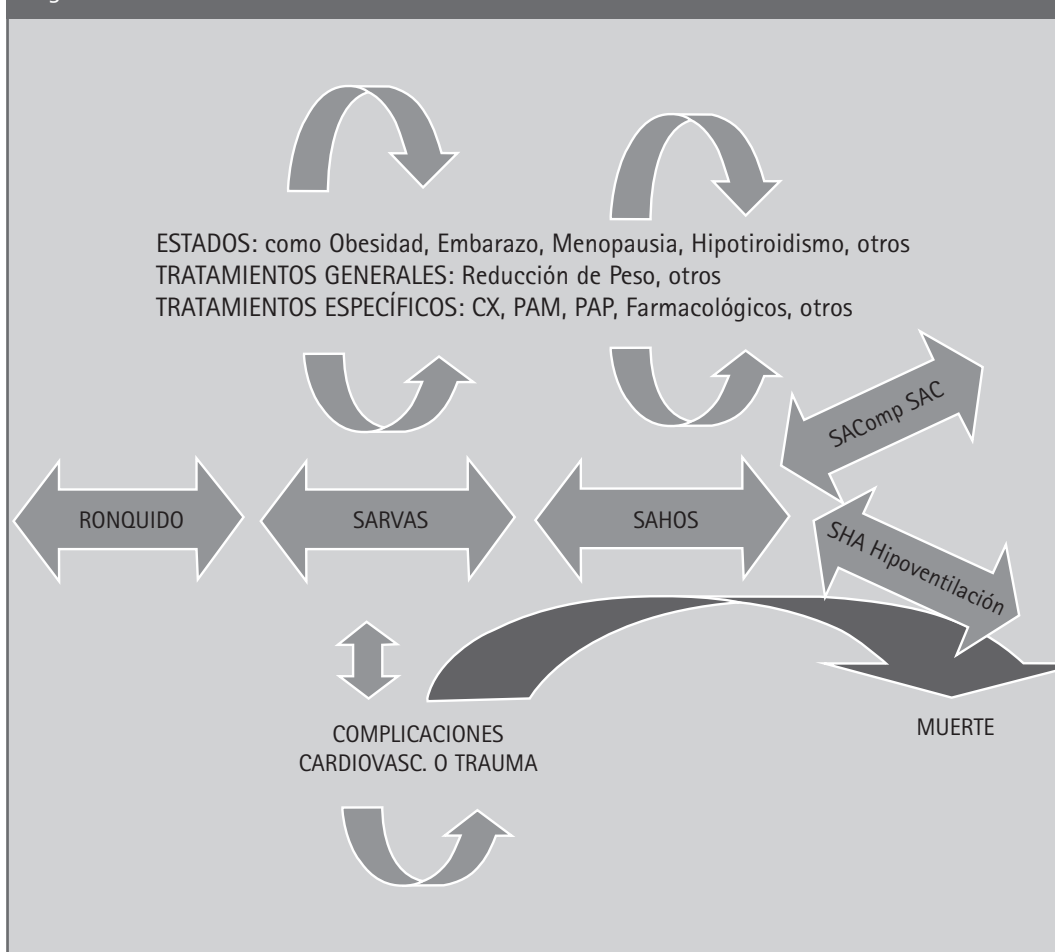 ESTADOS: como Obesidad, Embarazo, Menopausia, Hipotiroidismo, otros
TRATAMIENTOS GENERALES: Reducción de Peso, otros
TRATAMIENTOS ESPECÍFICOS: CX, PAM, PAP, Farmacológicos, otros
SAComp SAC
RONQUIDO
SARVAS
SAHOS
SHA Hipoventilación
COMPLICACIONES
CARDIOVASC. O TRAUMA
MUERTE